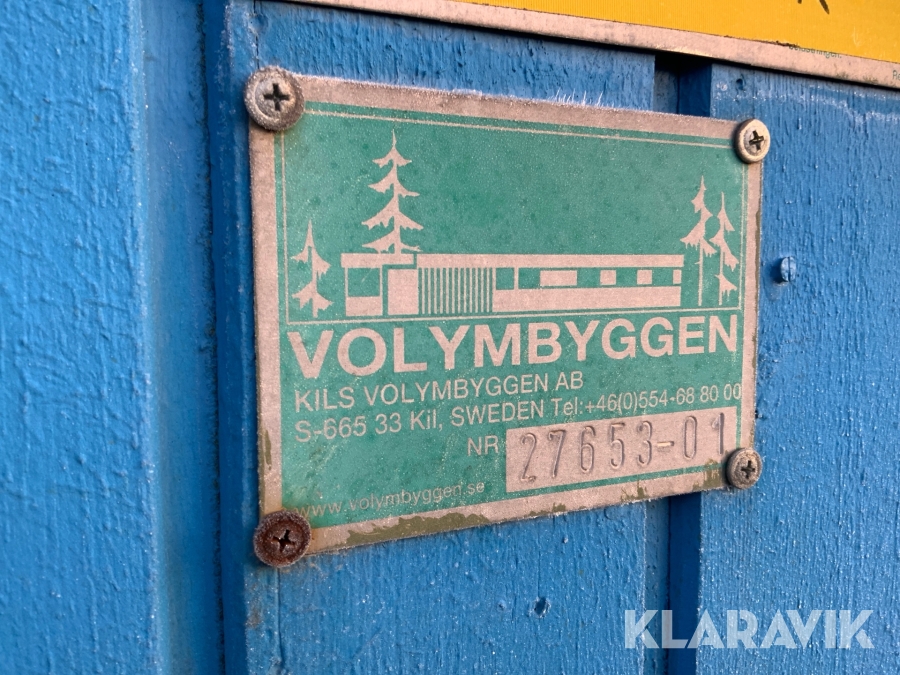 VOLYMBYGGEN
KILS VOLYMBYGGEN AB
S-665 33 Kil, SWEDEN Tel:+46(0)554-68 80 00
NR 27653-01
www.volymbyggen.se
KLARAVIK